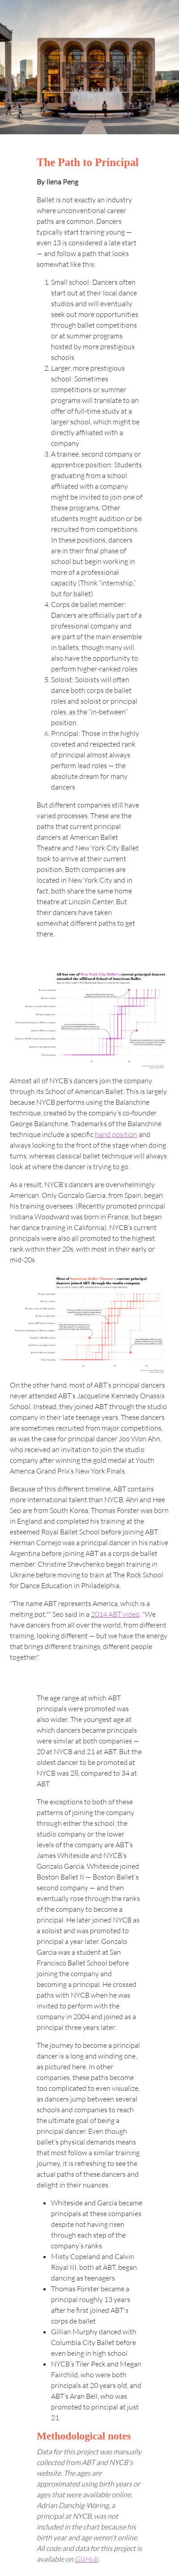 The Path to Principal
By Ilena Peng
Ballet is not exactly an industry
where unconventional career
paths are common. Dancers
typically start training young —
even 13 is considered a late start
— and follow a path that looks
somewhat like this:
1. Small school: Dancers often
start out at their local dance
studios and will eventually
seek out more opportunities
through ballet competitions
or at summer programs
hosted by more prestigious
schools
2. Larger, more prestigious
school: Sometimes
competitions or summer
programs will translate to an
offer of full-time study at a
larger school, which might be
directly affiliated with a
company
3. A trainee, second company or
apprentice position: Students
graduating from a school
affiliated with a company
might be invited to join one of
these programs. Other
students might audition or be
recruited from competitions.
In these positions, dancers
are in their final phase of
school but begin working in
more of a professional
capacity (Think "internship,"
but for ballet)
4. Corps de ballet member:
Dancers are officially part of a
professional company and
are part of the main ensemble
in ballets, though many will
also have the opportunity to
perform higher-ranked roles
5. Soloist: Soloists will often
dance both corps de ballet
roles and soloist or principal
roles, as the "in-between"
position
6. Principal: Those in the highly
coveted and respected rank
of principal almost always
perform lead roles — the
absolute dream for many
dancers
But different companies still have
varied processes. These are the
paths that current principal
dancers at American Ballet
Theatre and New York City Ballet
took to arrive at their current
position. Both companies are
located in New York City and in
fact, both share the same home
theatre at Lincoln Center. But
their dancers have taken
somewhat different paths to get
there.
All but one of New York City Ballet's current principal dancers
attended the affiliated School of American Ballet
Almost all of NYCB's dancers join the company
through its School of American Ballet. This is largely
because NYCB performs using the Balanchine
technique, created by the company's co-founder
George Balanchine. Trademarks of the Balanchine
technique include a specific hand position and
always looking to the front of the stage when doing
turns, whereas classical ballet technique will always
look at where the dancer is trying to go.
As a result, NYCB's dancers are overwhelmingly
American. Only Gonzalo Garcia, from Spain, began
his training overseas. (Recently promoted principal
Indiana Woodward was born in France, but began
her dance training in California). NYCB's current
principals were also all promoted to the highest
rank within their 20s, with most in their early or
mid-20s.
Most of American Ballet Theatre's current principal
dancers joined ABT through the studio company
On the other hand, most of ABT's principal dancers
never attended ABT's Jacqueline Kennedy Onassis
School. Instead, they joined ABT though the studio
company in their late teenage years. These dancers
are sometimes recruited from major competitions,
as was the case for principal dancer Joo Won Ahn,
who received an invitation to join the studio
company after winning the gold medal at Youth
America Grand Prix's New York Finals.
Because of this different timeline, ABT contains
more international talent than NYCB. Ahn and Hee
Seo are from South Korea. Thomas Forster was born
in England and completed his training at the
esteemed Royal Ballet School before joining ABT.
Herman Cornejo was a principal dancer in his native
Argentina before joining ABT as a corps de ballet
member. Christine Shevchenko began training in
Ukraine before moving to train at The Rock School
for Dance Education in Philadelphia.
"The name ABT represents America, which is a
melting pot,"" Seo said in a 2014 ABT video. "We
have dancers from all over the world, from different
training, looking different — but we have the energy
that brings different trainings, different people
together."
The age range at which ABT
principals were promoted was
also wider. The youngest age at
which dancers became principals
were similar at both companies —
20 at NYCB and 21 at ABT. But the
oldest dancer to be promoted at
NYCB was 28, compared to 34 at
ABT.
The exceptions to both of these
patterns of joining the company
through either the school, the
studio company or the lower
levels of the company are ABT's
James Whiteside and NYCB's
Gonzalo Garcia. Whiteside joined
Boston Ballet II — Boston Ballet's
second company — and then
eventually rose through the ranks
of the company to become a
principal. He later joined NYCB as
a soloist and was promoted to
principal a year later. Gonzalo
Garcia was a student at San
Francisco Ballet School before
joining the company and
becoming a principal. He crossed
paths with NYCB when he was
invited to perform with the
company in 2004 and joined as a
principal three years later.
The journey to become a principal
dancer is a long and winding one,
as pictured here. In other
companies, these paths become
too complicated to even visualize,
as dancers jump between several
schools and companies to reach
the ultimate goal of being a
principal dancer. Even though
ballet's physical demands means
that most follow a similar training
journey, it is refreshing to see the
actual paths of these dancers and
delight in their nuances.
Whiteside and Garcia became
principals at these companies
despite not having risen
through each step of the
company's ranks
Misty Copeland and Calvin
Royal III, both at ABT, began
dancing as teenagers
Thomas Forster became a
principal roughly 13 years
after he first joined ABT's
corps de ballet
Gillian Murphy danced with
Columbia City Ballet before
even being in high school
NYCB's Tiler Peck and Megan
Fairchild, who were both
principals at 20 years old, and
ABT's Aran Bell, who was
promoted to principal at just
21
Methodological notes
Data for this project was manually
collected from ABT and NYCB's
website. The ages are
approximated using birth years or
ages that were available online.
Adrian Danchig-Waring, a
principal at NYCB, was not
included in the chart because his
birth year and age weren't online.
All code and data for this project is
available on GitHub.